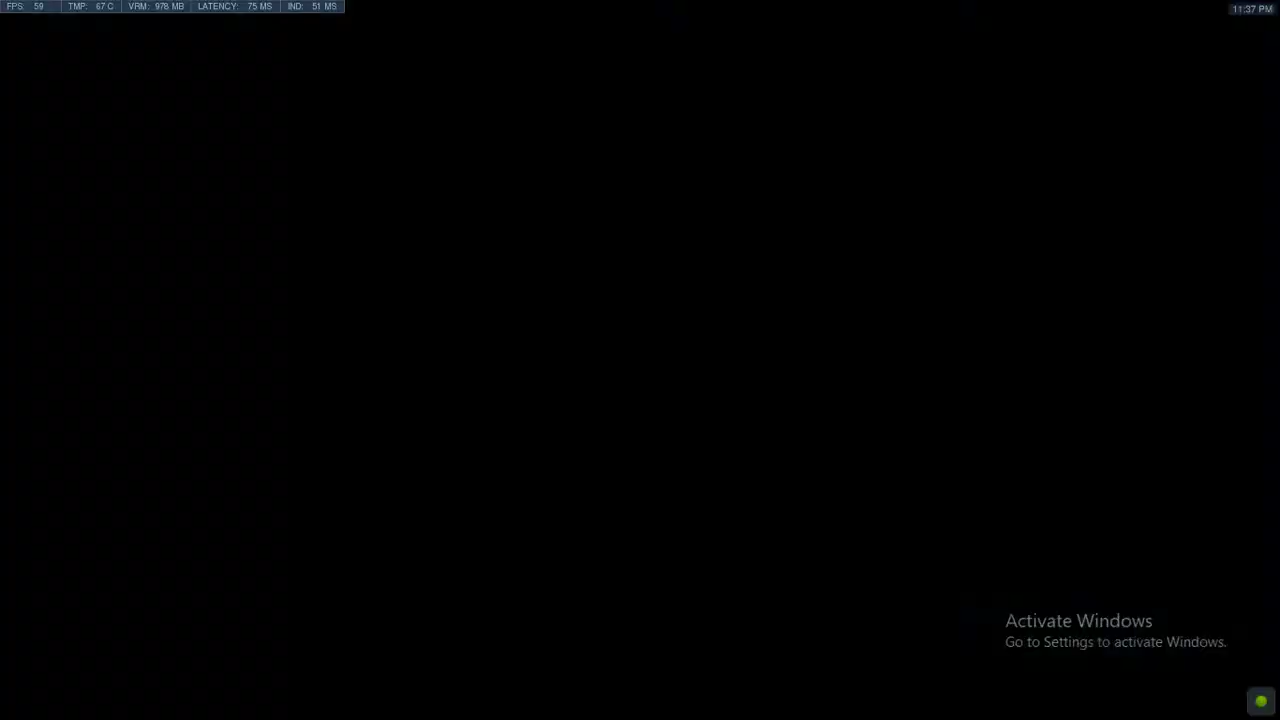 FPS: 59 TMP: 67 C VRM: 978 MB LATENCY: 75 MS IND: 51 MS
11:37 PM
Activate Windows
Go to Settings to activate Windows.